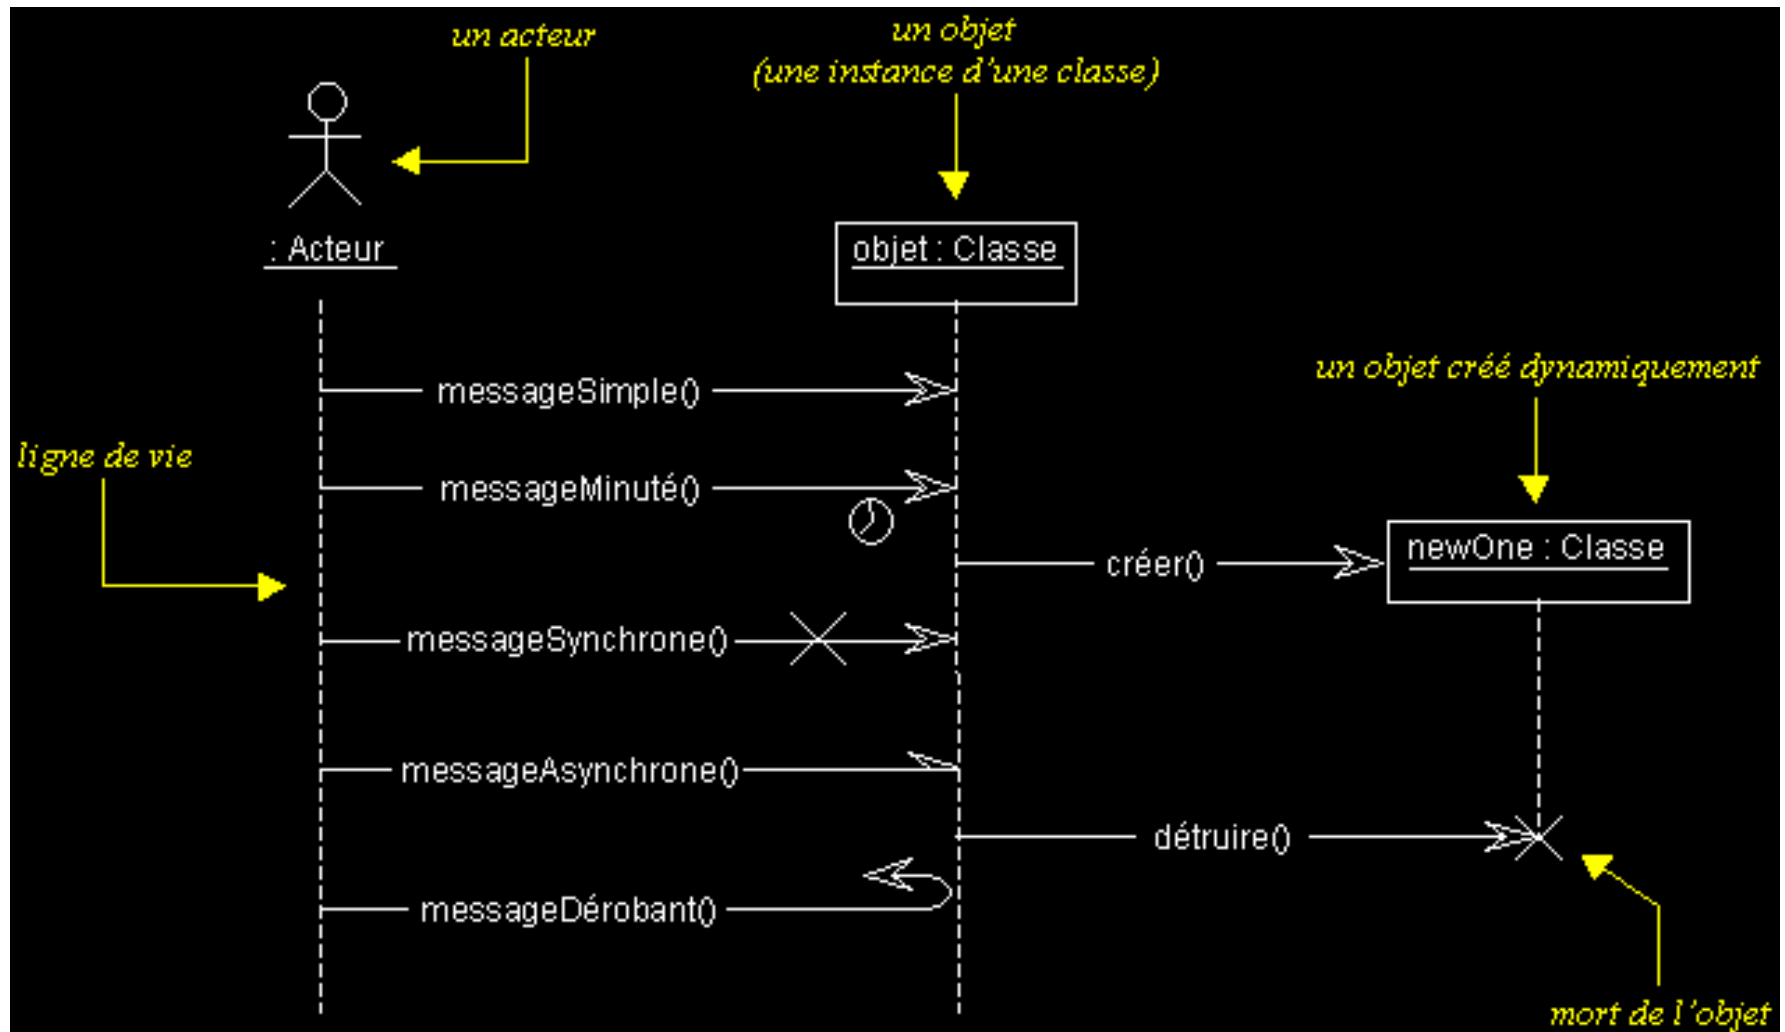 un acteur
un objet
(une instance d'une classe)
: Acteur
objet : Classe
messageSimple()
un objet créé dynamiquement
ligne de vie
messageMinuté()
newOne : Classe
créer()
messageSynchrone()
messageAsynchrone()
détruire()
messageDérobant()
mort de l'objet